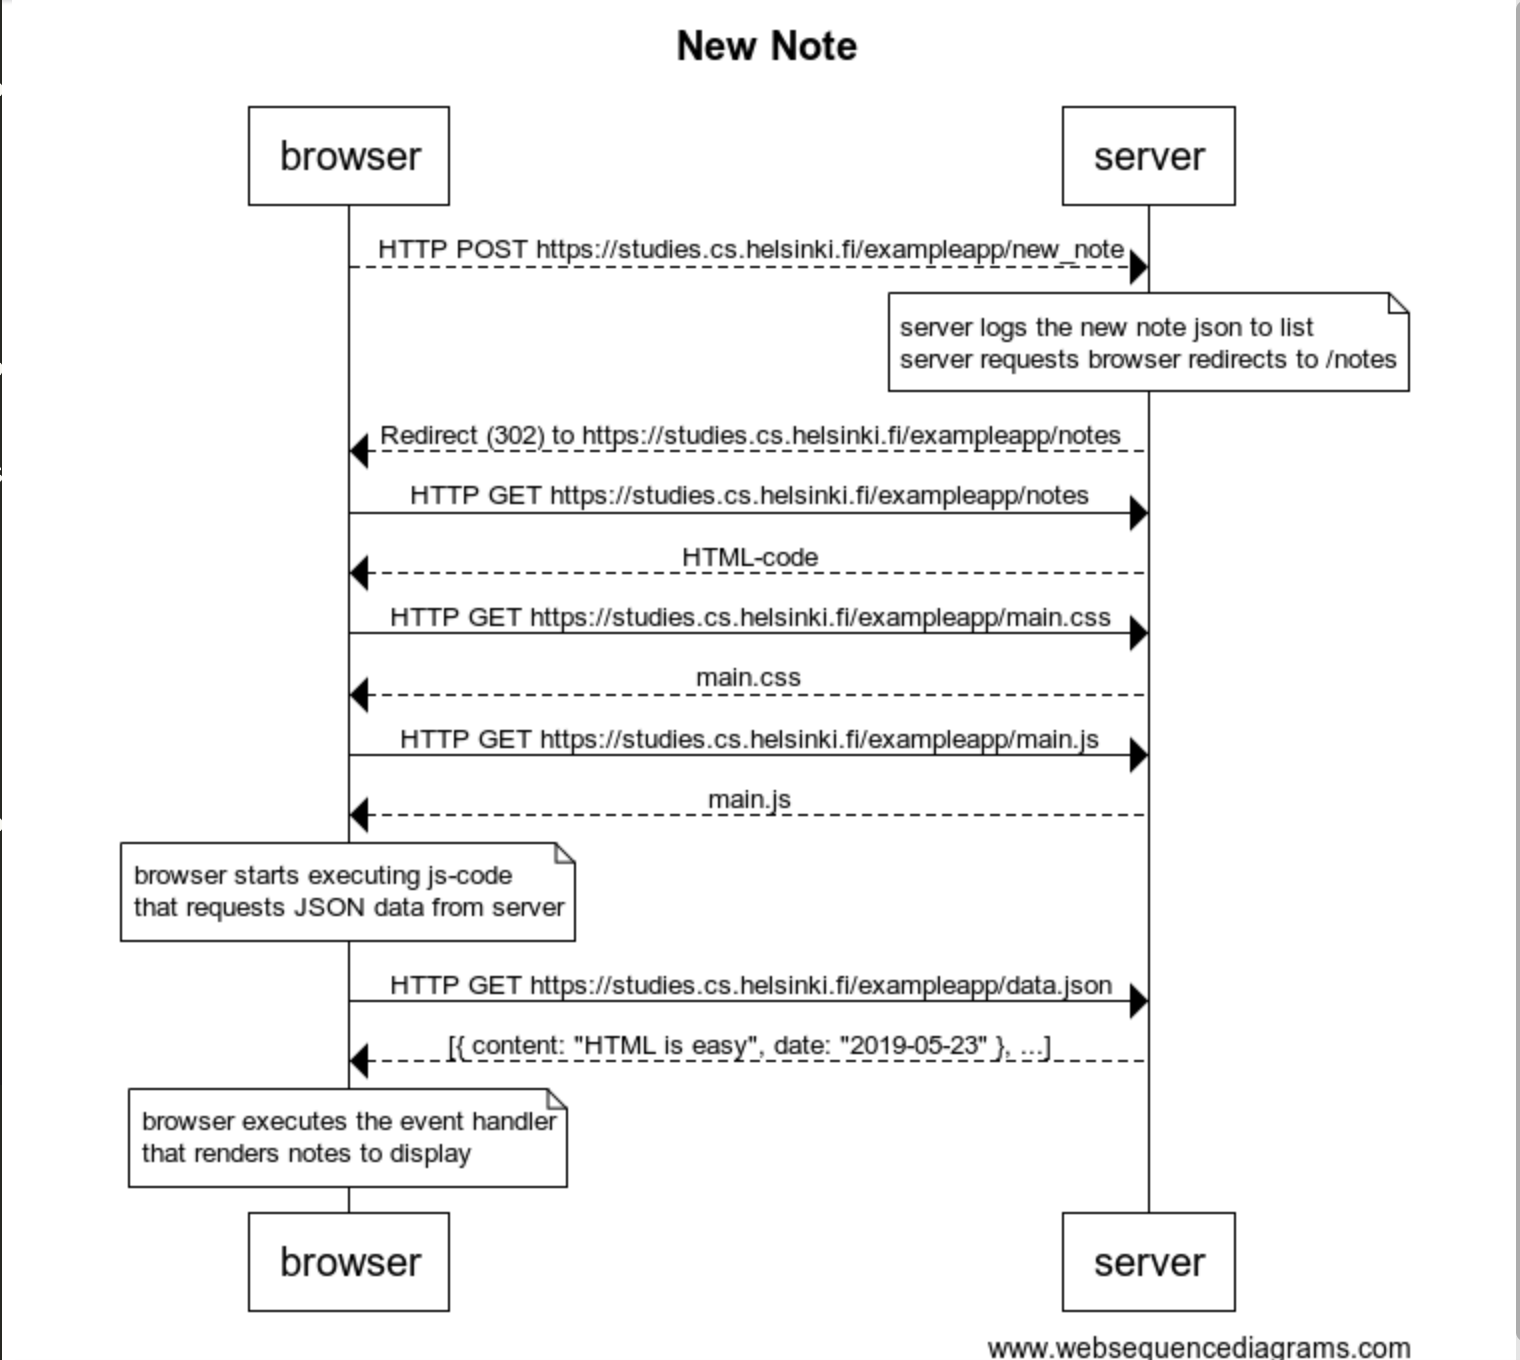 New Note
browser
server
HTTP POST https://studies.cs.helsinki.fi/exampleapp/new_note
server logs the new note json to list
server requests browser redirects to /notes
Redirect (302) to https://studies.cs.helsinki.fi/exampleapp/notes
HTTP GET https://studies.cs.helsinki.fi/exampleapp/notes
HTML-code
HTTP GET https://studies.cs.helsinki.fi/exampleapp/main.css
main.css
HTTP GET https://studies.cs.helsinki.fi/exampleapp/main.js
main.js
browser starts executing js-code
that requests JSON data from server
HTTP GET https://studies.cs.helsinki.fi/exampleapp/data.json
[{ content: "HTML is easy", date: "2019-05-23" }, ...]
browser executes the event handler
that renders notes to display
browser
server
www.websequencediagrams.com